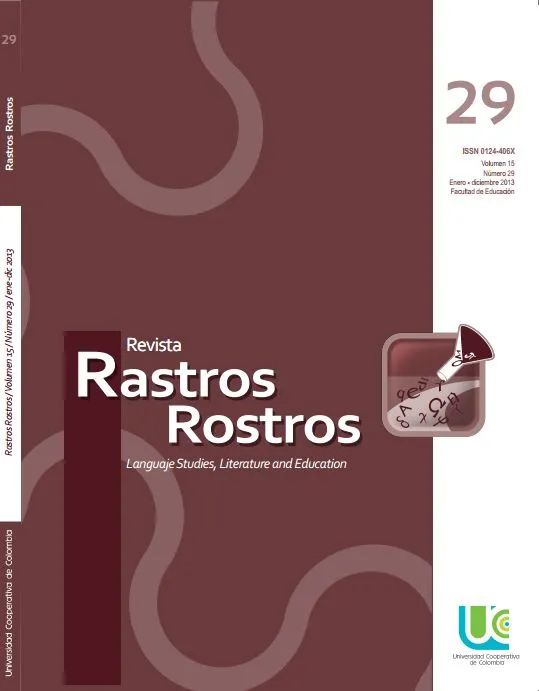 29
Rastros Rostros
Rastros Rostros / Volumen 15 / Número 29 / ene-dic 2013
Universidad Cooperativa de Colombia
29
ISSN 0124-406X
Volumen 15
Número 29
Enero • diciembre 2013
Facultad de Educación
Revista
Rastros
Rostros
Languaje Studies, Literature and Education
UC
Universidad Cooperativa
de Colombia